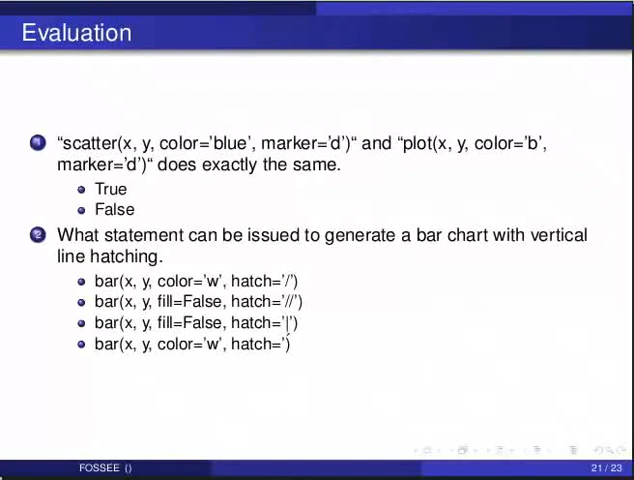 Evaluation
1 “scatter(x, y, color=’blue’, marker=’d’)“ and “plot(x, y, color=’b’,
marker=’d’)“ does exactly the same.
True
False
2 What statement can be issued to generate a bar chart with vertical
line hatching.
bar(x, y, color=’w’, hatch=’/’)
bar(x, y, fill=False, hatch=’//’)
bar(x, y, fill=False, hatch=’|’)
bar(x, y, color=’w’, hatch=’)́
FOSSEE () 21 / 23